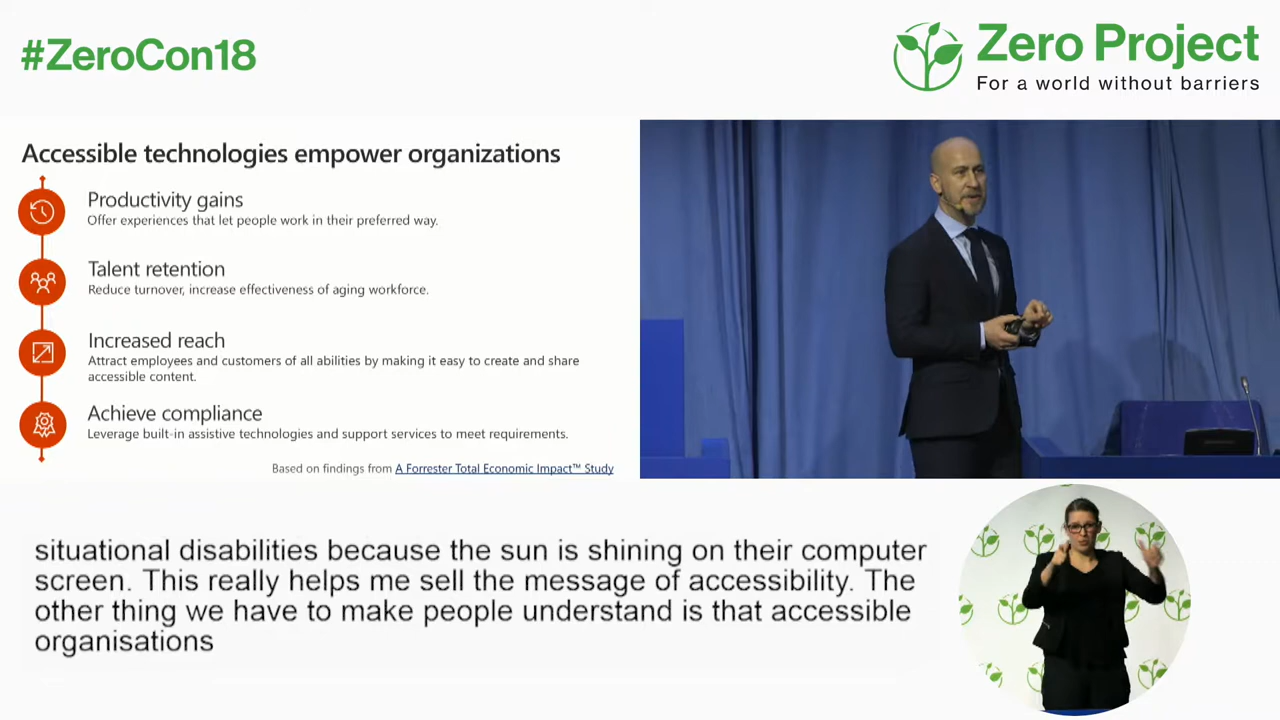 #ZeroCon18
Zero Project
For a world without barriers
Accessible technologies empower organizations
Productivity gains
Offer experiences that let people work in their preferred way.
Talent retention
Reduce turnover, increase effectiveness of aging workforce.
Increased reach
Attract employees and customers of all abilities by making it easy to create and share
accessible content.
Achieve compliance
Leverage built-in assistive technologies and support services to meet requirements.
Based on findings from A Forrester Total Economic Impact™ Study
situational disabilities because the sun is shining on their computer
screen. This really helps me sell the message of accessibility. The
other thing we have to make people understand is that accessible
organisations